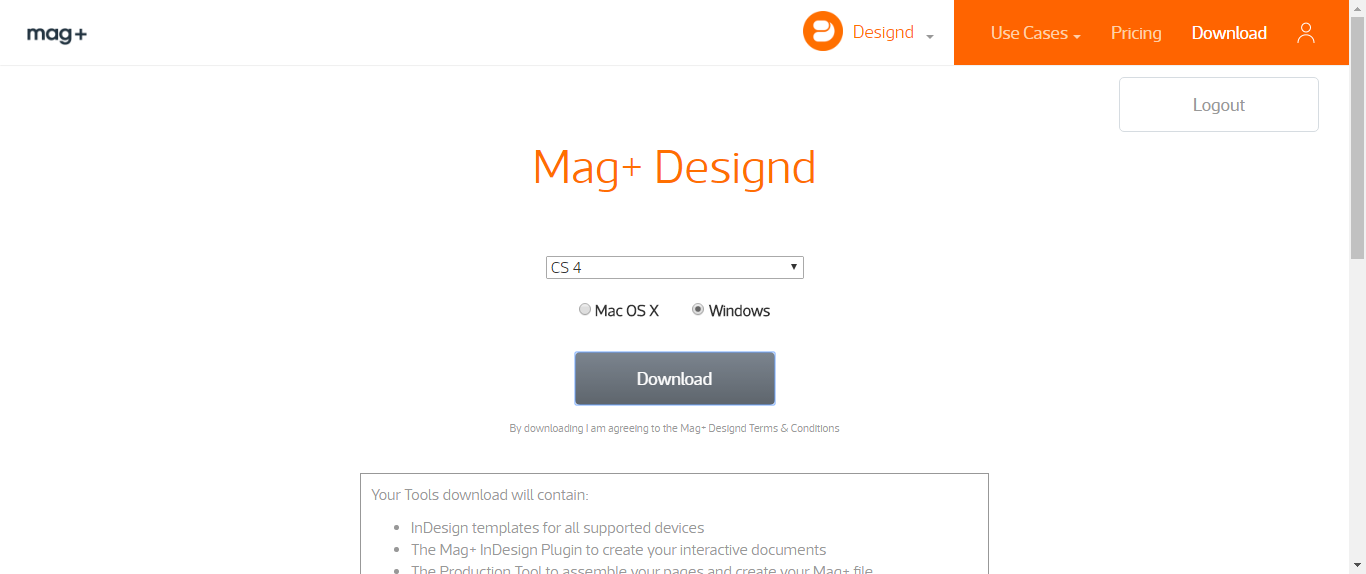 mag+
Designd
Use Cases
Pricing
Download
Logout
Mag+ Designd
CS 4
Mac OS X
Windows
Download
By downloading I am agreeing to the Mag+ Designd Terms & Conditions
Your Tools download will contain:
InDesign templates for all supported devices
The Mag+ InDesign Plugin to create your interactive documents
The Production Tool to assemble your pages and create your Mag+ file